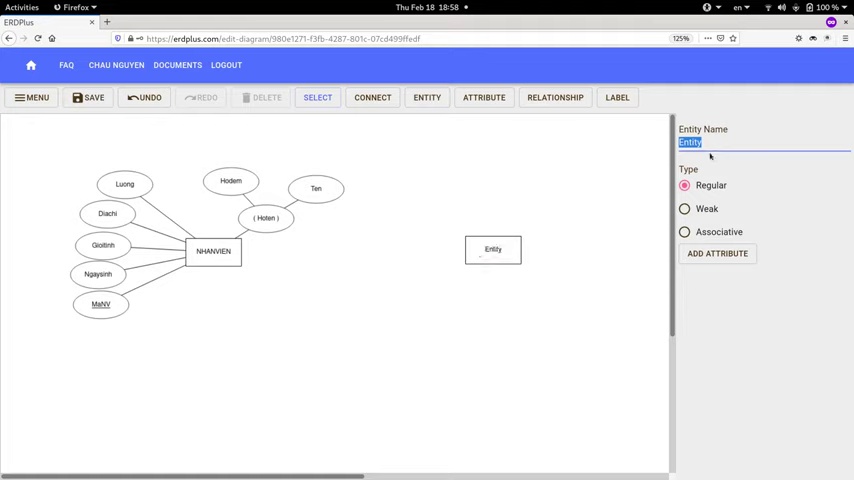 Activities
Firefox
Thu Feb 18 18:58
en
100 %
ERDPlus
https://erdplus.com/edit-diagram/980e1271-f3fb-4287-801c-07cd499ffedf
125%
FAQ
CHAU NGUYEN
DOCUMENTS
LOGOUT
MENU
SAVE
UNDO
REDO
DELETE
SELECT
CONNECT
ENTITY
ATTRIBUTE
RELATIONSHIP
LABEL
Entity Name
Entity
Type
Regular
Weak
Associative
ADD ATTRIBUTE
Luong
Hodem
Ten
Diachi
( Hoten )
Gioitinh
NHANVIEN
Entity
Ngaysinh
MaNV